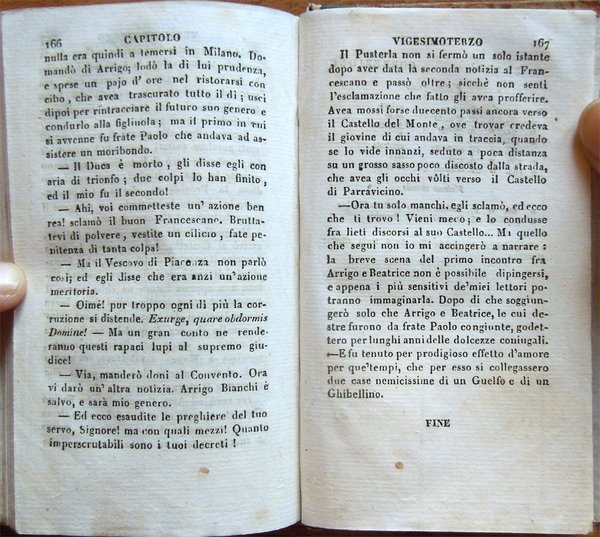 166 CAPITOLO
nulla era quindi a temersi in Milano. Do-
mandò di Arrigo; lodò la di lui prudenza,
e spese un pajo d' ore nel ristorarsi con
cibo, che avea trascurato tutto il dì; uscì
dipoi per rintracciare il futuro suo genero e
condurlo alla figlinola; ma il primo in cui
si avvenne fu frate Paolo che andava ad as-
sistere un moribondo.
— Il Duca è morto, gli disse egli con
aria di trionfo; due colpi lo han finito,
ed il mio fu il secondo!
— Ahi, voi commetteste un' azione ben
rea! sclamò il buon Francescano. Brutta-
tevi di polvere, vestite un cilicio, fate pe-
nitenza di tanta colpa!
— Ma il Vescovo di Piacenza non parlò
così; ed egli disse che era anzi un'azione
meritoria.
— Oimè! pur troppo ogni dì più la cor-
ruzione si distende. Exurge, quare obdormis
Domine! — Ma un gran conto ne rende-
ranno questi rapaci lupi al supremo giu-
dice!
— Via, manderò doni al Convento. Ora
vi darò un'altra notizia. Arrigo Bianchi è
salvo, e sarà mio genero.
— Ed ecco esaudite le preghiere del tuo
servo, Signore! ma con quali mezzi! Quanto
imperscrutabili sono i tuoi decreti!
VIGESIMOTERZO 167
Il Pusterla non si fermò un solo istante
dopo aver data la seconda notizia al Fran-
cescano e passò oltre; sicchè non sentì
l'esclamazione che fatto gli avea profferire.
Avea mossi forse duecento passi ancora verso
il Castello del Monte, ove trovar credeva
il giovine di cui andava in traccia, quando
se lo vide innanzi, seduto a poca distanza
su un grosso sasso poco discosto dalla strada,
che avea gli occhi vôlti verso il Castello
di Parravicino.
—Ora tu solo manchi. egli sclamò, ed ecco
che ti trovo! Vieni meco; e lo condusse
fra lieti discorsi al suo Castello... Mi quello
che seguì non io mi accingerò a narrare:
la breve scena del primo incontro fra
Arrigo e Beatrice non è possibile dipingersi,
e appena i più sensitivi de'miei lettori po-
tranno immaginarla. Dopo di che soggiun-
gerò solo che Arrigo e Beatrice, le cui de-
stre furono da frate Paolo congiunte, godet-
tero per lunghi anni delle dolcezze conjugali.
—E fu tenuto per prodigioso effetto d'amore
per que'tempi, che per esso si collegassero
due case nemicissime di un Guelfo e di un
Ghibellino.
FINE